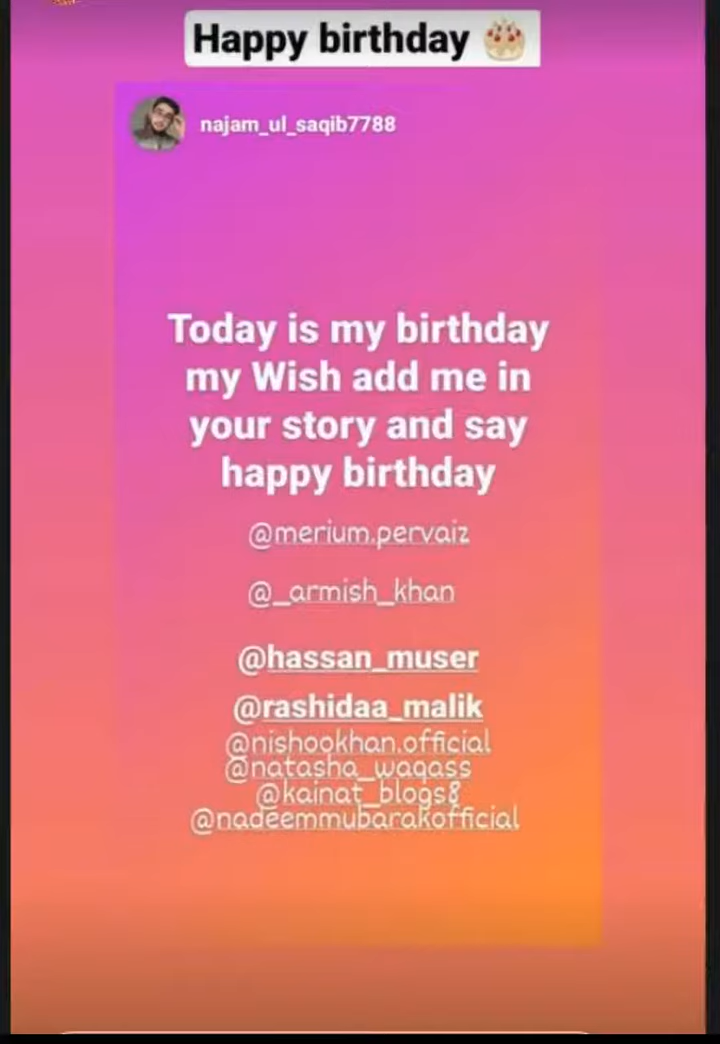 Happy birthday 🎂
najam_ul_saqib7788
Today is my birthday
my Wish add me in
your story and say
happy birthday
@merium.pervaiz
@_armish_khan
@hassan_muser
@rashidaa_malik
@nishookhan.official
@natasha_waqass
@kainat_blogs8
@nadeemmubarakofficial